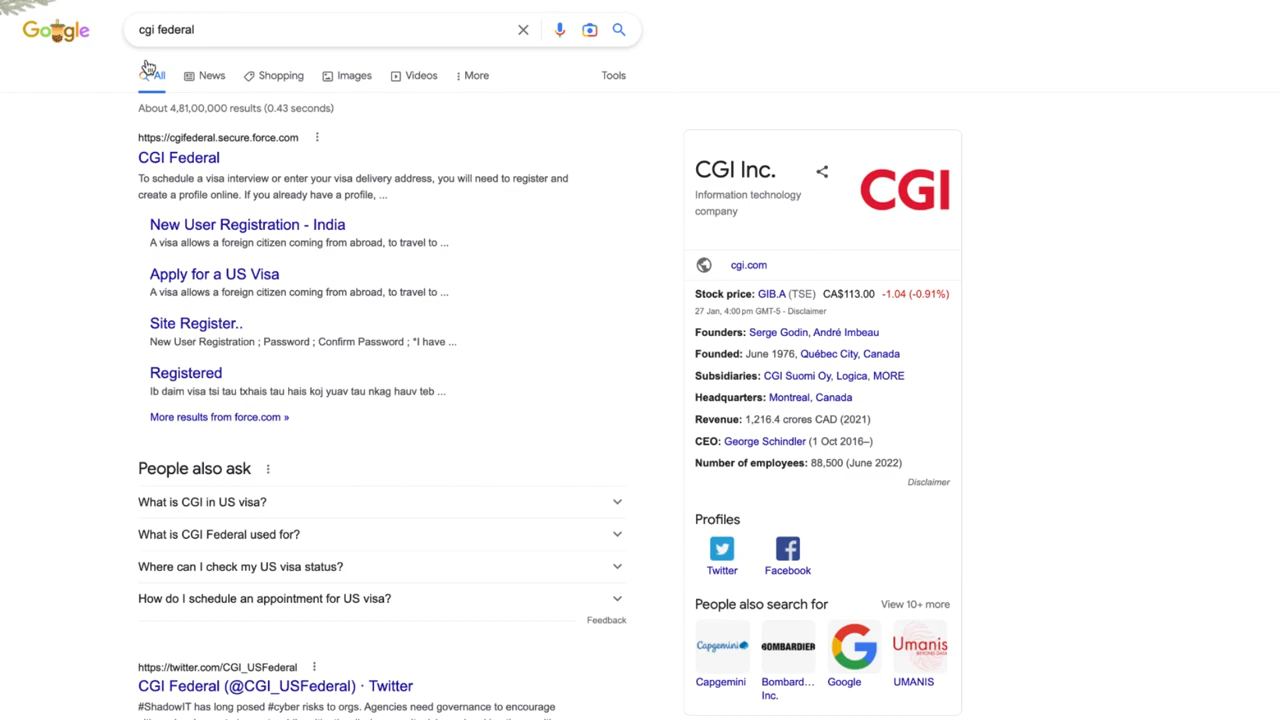 Google
cgi federal
All
News
Shopping
Images
Videos
More
Tools
About 4,81,00,000 results (0.43 seconds)
https://cgifederal.secure.force.com
CGI Federal
To schedule a visa interview or enter your visa delivery address, you will need to register and
create a profile online. If you already have a profile, ...
New User Registration - India
A visa allows a foreign citizen coming from abroad, to travel to ...
Apply for a US Visa
A visa allows a foreign citizen coming from abroad, to travel to ...
Site Register..
New User Registration ; Password ; Confirm Password ; *I have ...
Registered
Ib daim visa tsi tau txhais tau hais koj yuav tau nkag hauv teb ...
More results from force.com »
People also ask
What is CGI in US visa?
What is CGI Federal used for?
Where can I check my US visa status?
How do I schedule an appointment for US visa?
Feedback
https://twitter.com/CGI_USFederal
CGI Federal (@CGI_USFederal) · Twitter
#ShadowIT has long posed #cyber risks to orgs. Agencies need governance to encourage
CGI Inc.
Information technology
company
CGI
cgi.com
Stock price: GIB.A (TSE) CA$113.00 -1.04 (-0.91%)
27 Jan, 4:00 pm GMT-5 - Disclaimer
Founders: Serge Godin, André Imbeau
Founded: June 1976, Québec City, Canada
Subsidiaries: CGI Suomi Oy, Logica, MORE
Headquarters: Montreal, Canada
Revenue: 1,216.4 crores CAD (2021)
CEO: George Schindler (1 Oct 2016–)
Number of employees: 88,500 (June 2022)
Disclaimer
Profiles
Twitter
Facebook
People also search for
View 10+ more
Capgemini
BOMBARDIER
Umanis
Capgemini
Bombard...
Inc.
Google
UMANIS